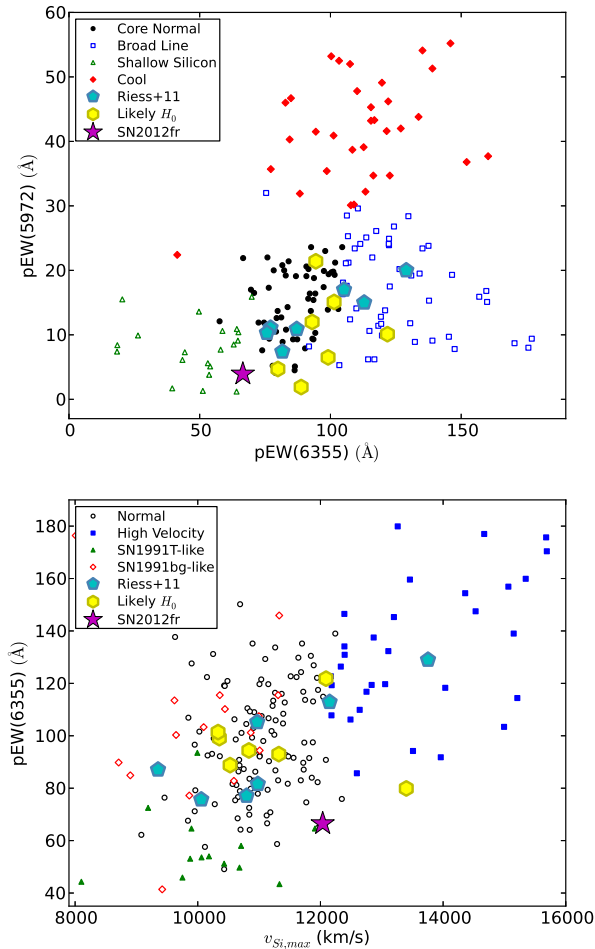 60
50
40
30
20
10
0
pEW(5972) (Å)
Core Normal
Broad Line
Shallow Silicon
Cool
Riess+11
Likely H0
SN2012fr
0 50 100 150
pEW(6355) (Å)
180
160
140
120
100
80
60
40
pEW(6355) (Å)
Normal
High Velocity
SN1991T-like
SN1991bg-like
Riess+11
Likely H0
SN2012fr
8000 10000 12000 14000 16000
vSi,max (km/s)